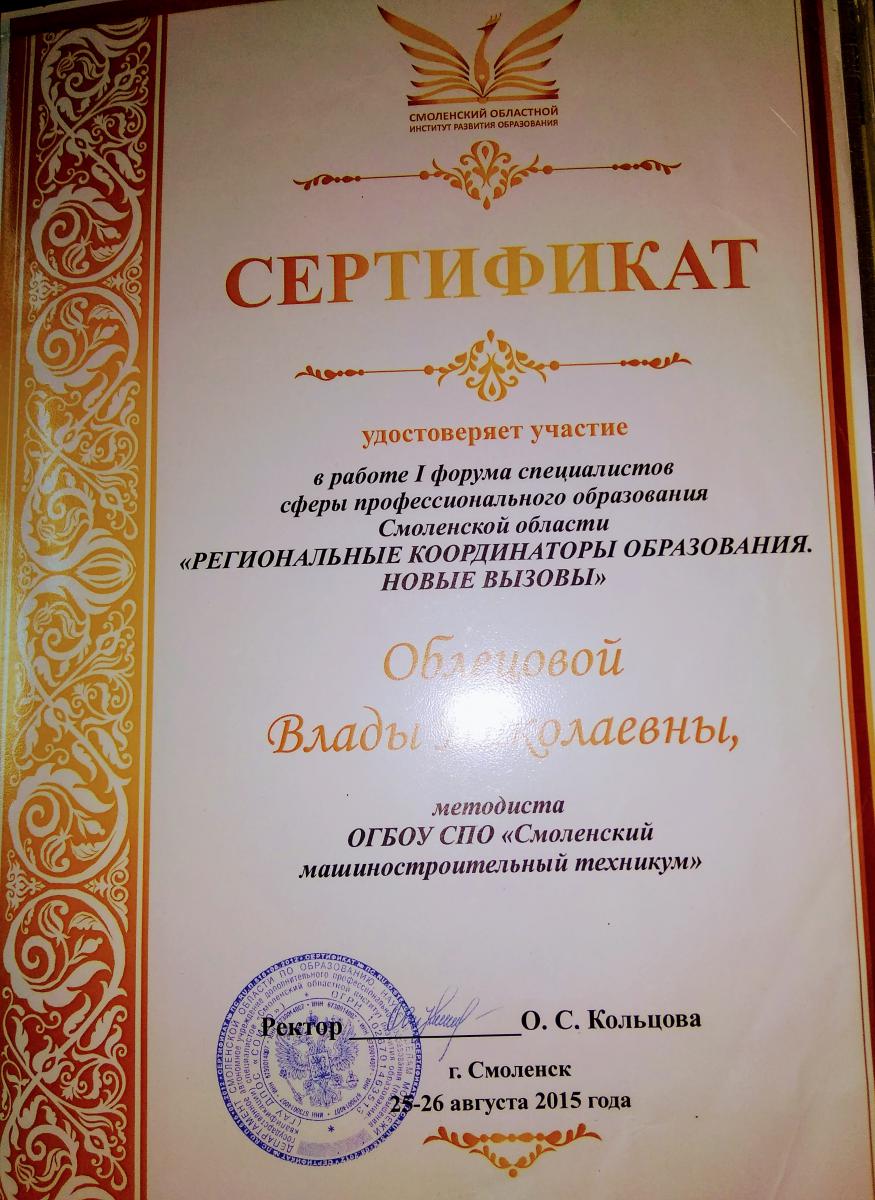 СМОЛЕНСКИЙ ОБЛАСТНОЙ
ИНСТИТУТ РАЗВИТИЯ ОБРАЗОВАНИЯ
СЕРТИФИКАТ
удостоверяет участие
в работе I форума специалистов
сферы профессионального образования
Смоленской области
«РЕГИОНАЛЬНЫЕ КООРДИНАТОРЫ ОБРАЗОВАНИЯ.
НОВЫЕ ВЫЗОВЫ»
Облецовой
Влады Николаевны,
методиста
ОГБОУ СПО «Смоленский
машиностроительный техникум»
Ректор О. С. Кольцова
г. Смоленск
25-26 августа 2015 года